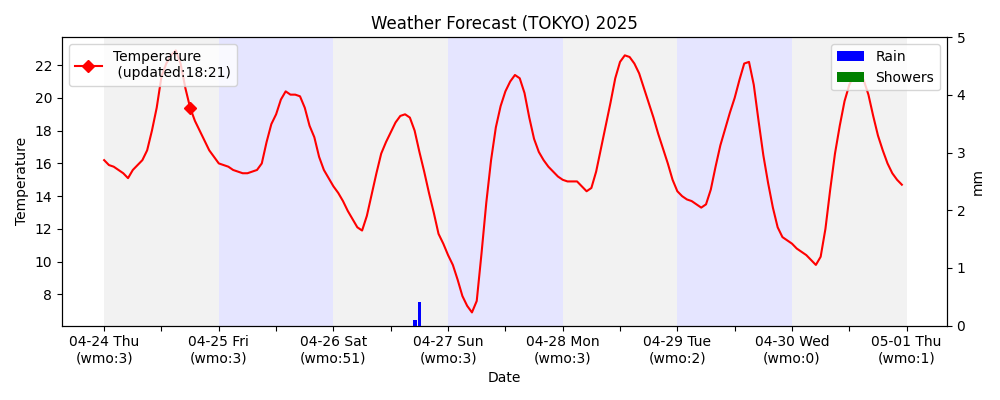 Weather Forecast (TOKYO) 2025
Temperature
(updated:18:21)
Rain
Showers
Temperature
22
20
18
16
14
12
10
8
5
4
3
2
1
0
mm
04-24 Thu
(wmo:3)
04-25 Fri
(wmo:3)
04-26 Sat
(wmo:51)
04-27 Sun
(wmo:3)
04-28 Mon
(wmo:3)
04-29 Tue
(wmo:2)
04-30 Wed
(wmo:0)
05-01 Thu
(wmo:1)
Date